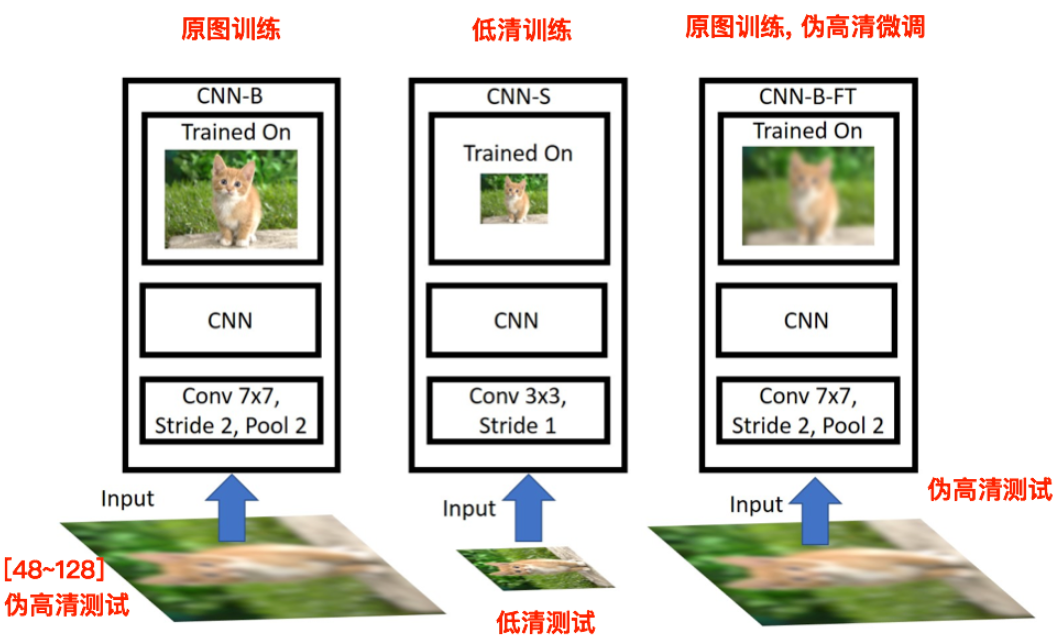 原图训练
低清训练
原图训练, 伪高清微调
CNN-B
Trained On
CNN
Conv 7x7,
Stride 2, Pool 2
Input
[48~128]
伪高清测试
CNN-S
Trained On
CNN
Conv 3x3,
Stride 1
Input
低清测试
CNN-B-FT
Trained On
CNN
Conv 7x7,
Stride 2, Pool 2
Input
伪高清测试